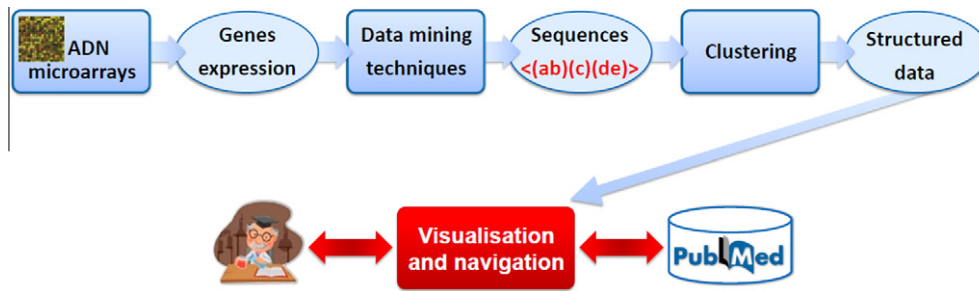 ADN
microarrays
Genes
expression
Data mining
techniques
Sequences
<(ab)(c)(de)>
Clustering
Structured
data
Visualisation
and navigation
PubMed